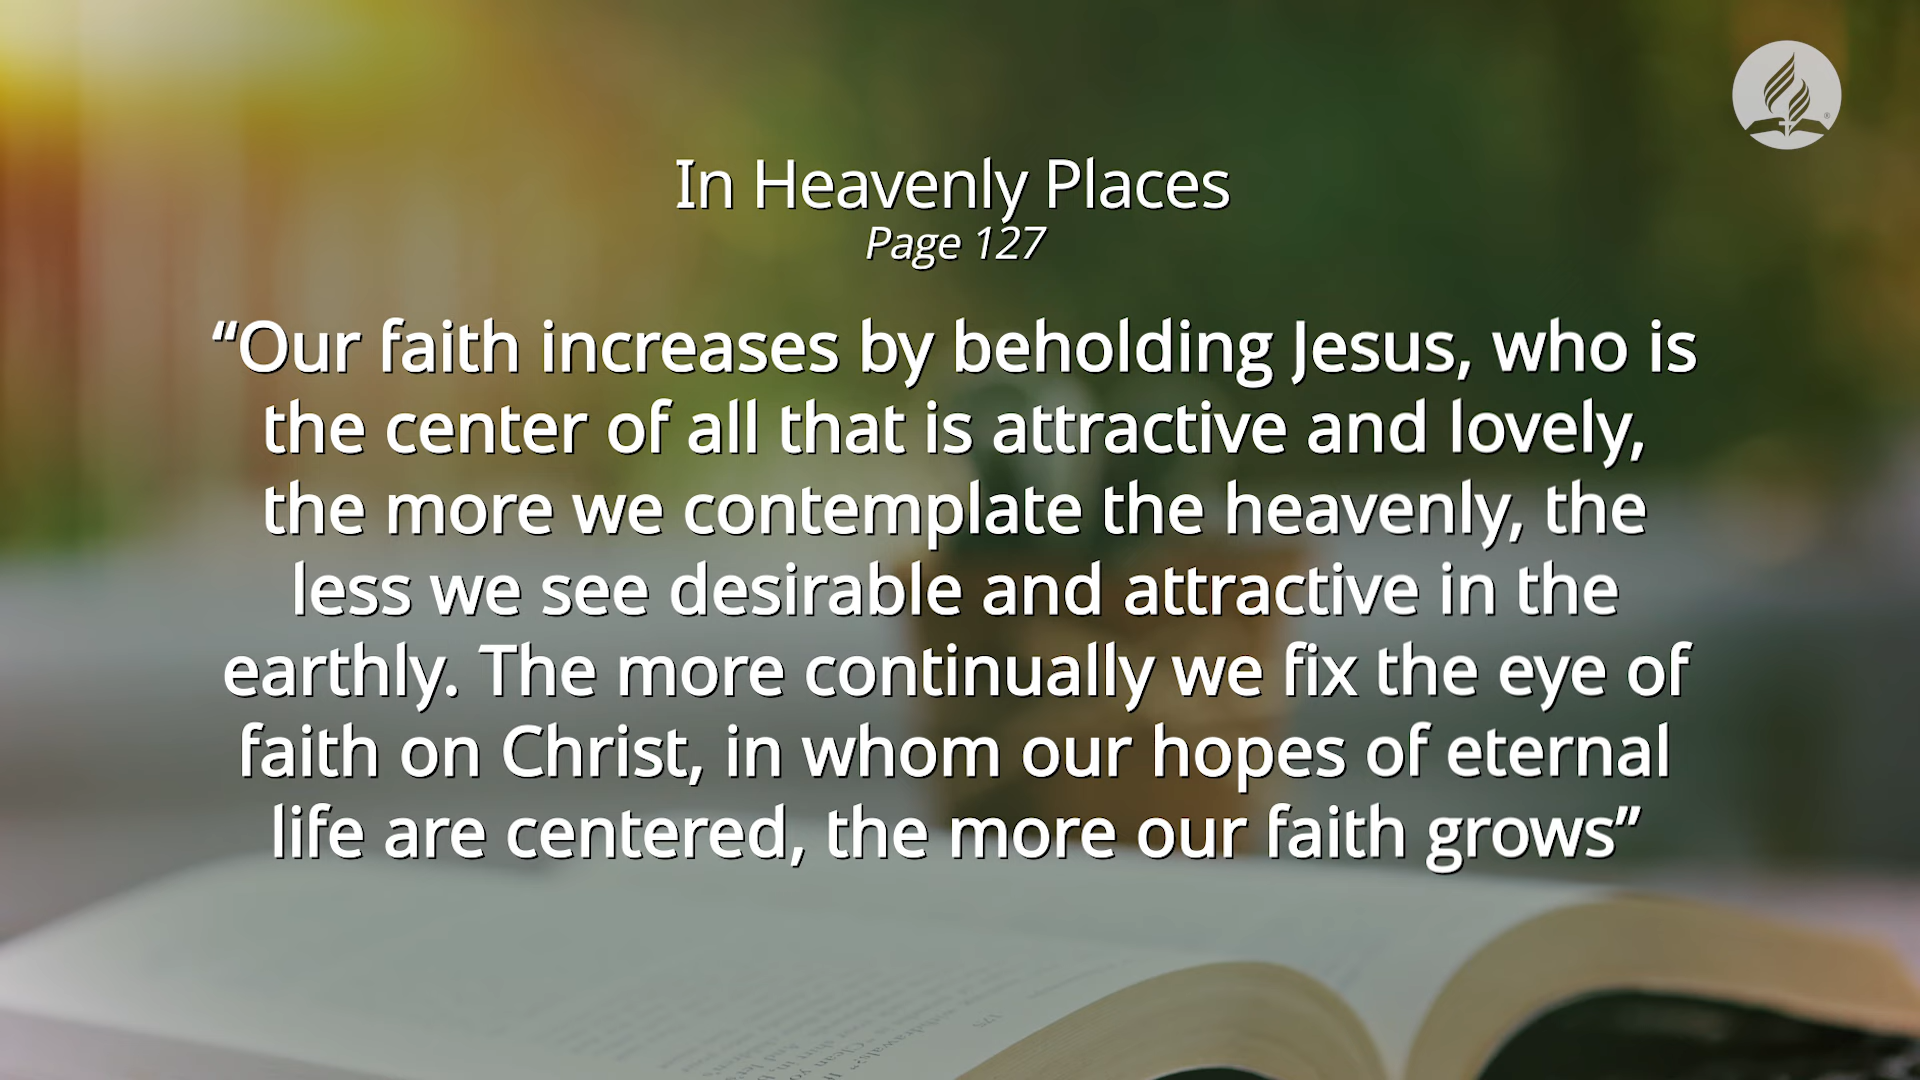 In Heavenly Places
Page 127
“Our faith increases by beholding Jesus, who is
the center of all that is attractive and lovely,
the more we contemplate the heavenly, the
less we see desirable and attractive in the
earthly. The more continually we fix the eye of
faith on Christ, in whom our hopes of eternal
life are centered, the more our faith grows”